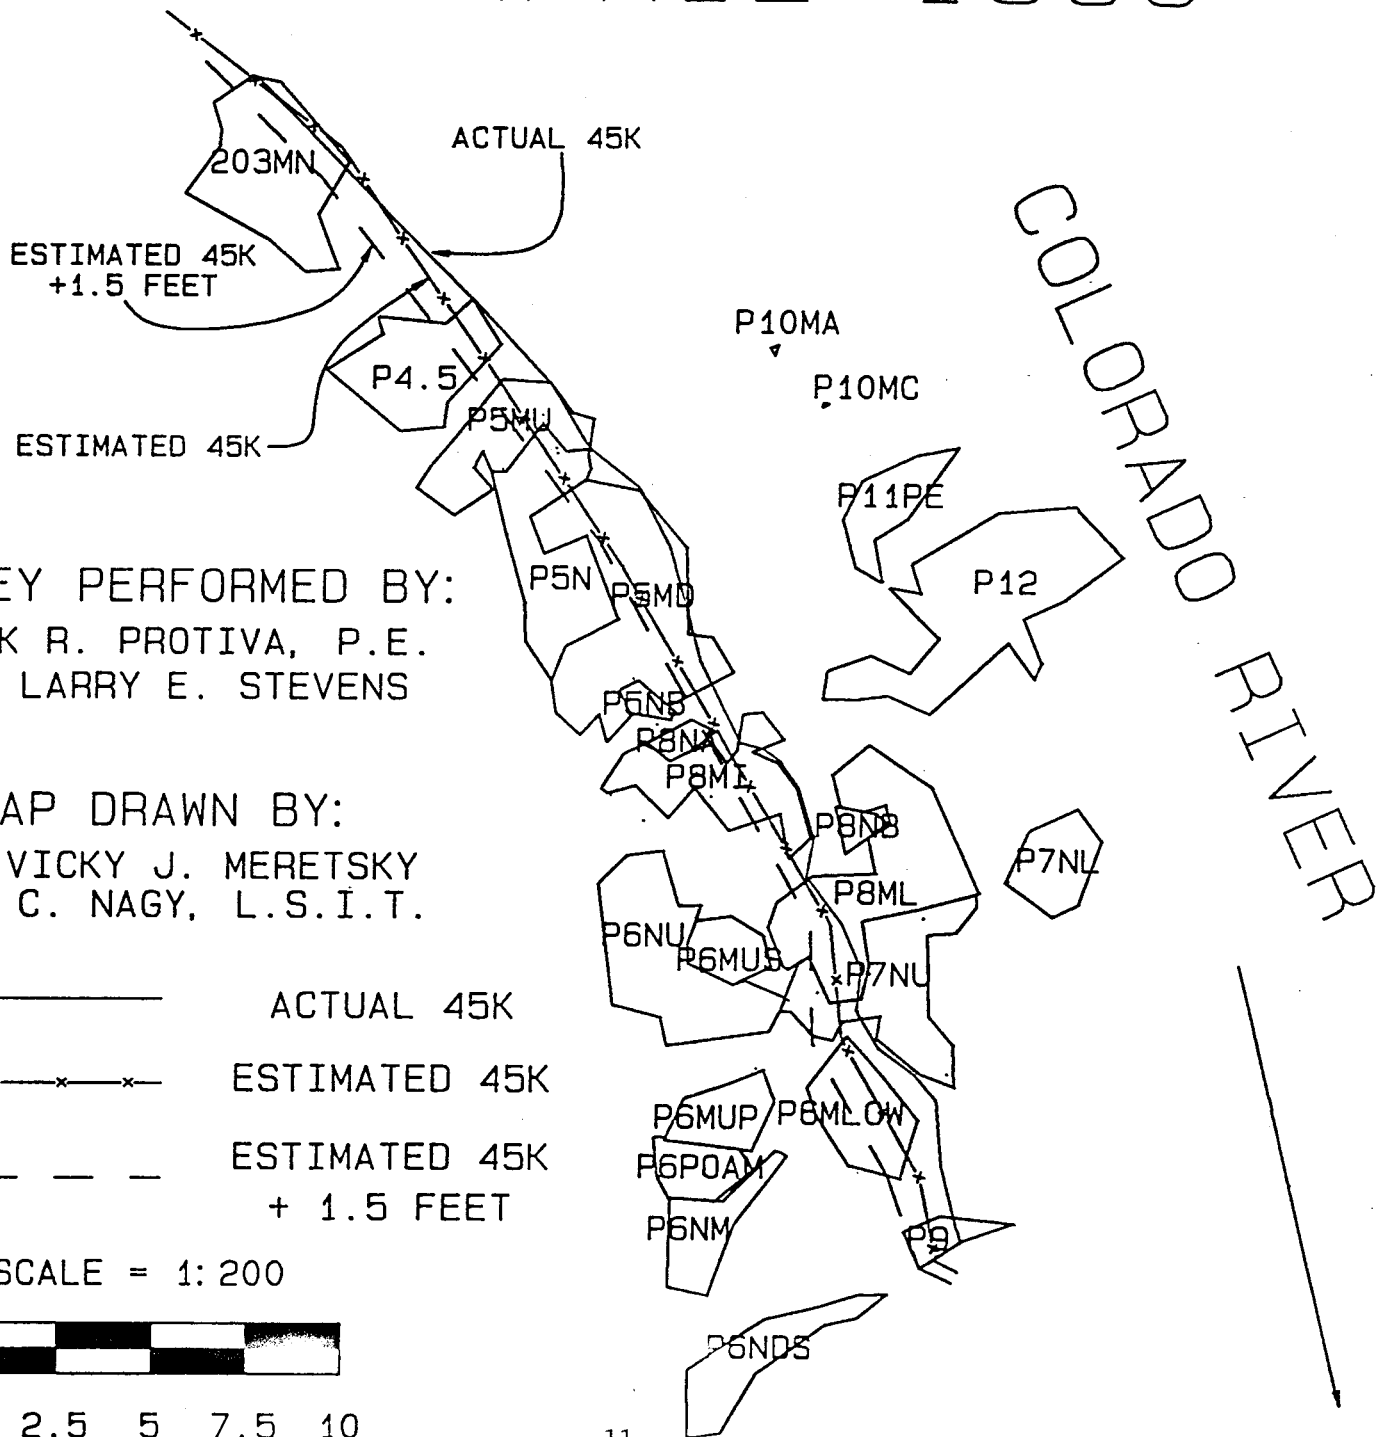 ACTUAL 45K
203MN
ESTIMATED 45K
+1.5 FEET
P10MA
P4.5
P10MC
P5MU
ESTIMATED 45K
P11PE
COLORADO RIVER
P5N
P5MD
P12
EY PERFORMED BY:
K R. PROTIVA, P.E.
LARRY E. STEVENS
P8MI
AP DRAWN BY:
VICKY J. MERETSKY
C. NAGY, L.S.I.T.
P8NB
P7NL
P8ML
P6NU
P6MUS
P7NU
ACTUAL 45K
ESTIMATED 45K
P6MUP
P8MLOW
ESTIMATED 45K
+ 1.5 FEET
P6POAM
P6NM
P9
SCALE = 1:200
P6NDS
2.5 5 7.5 10
11